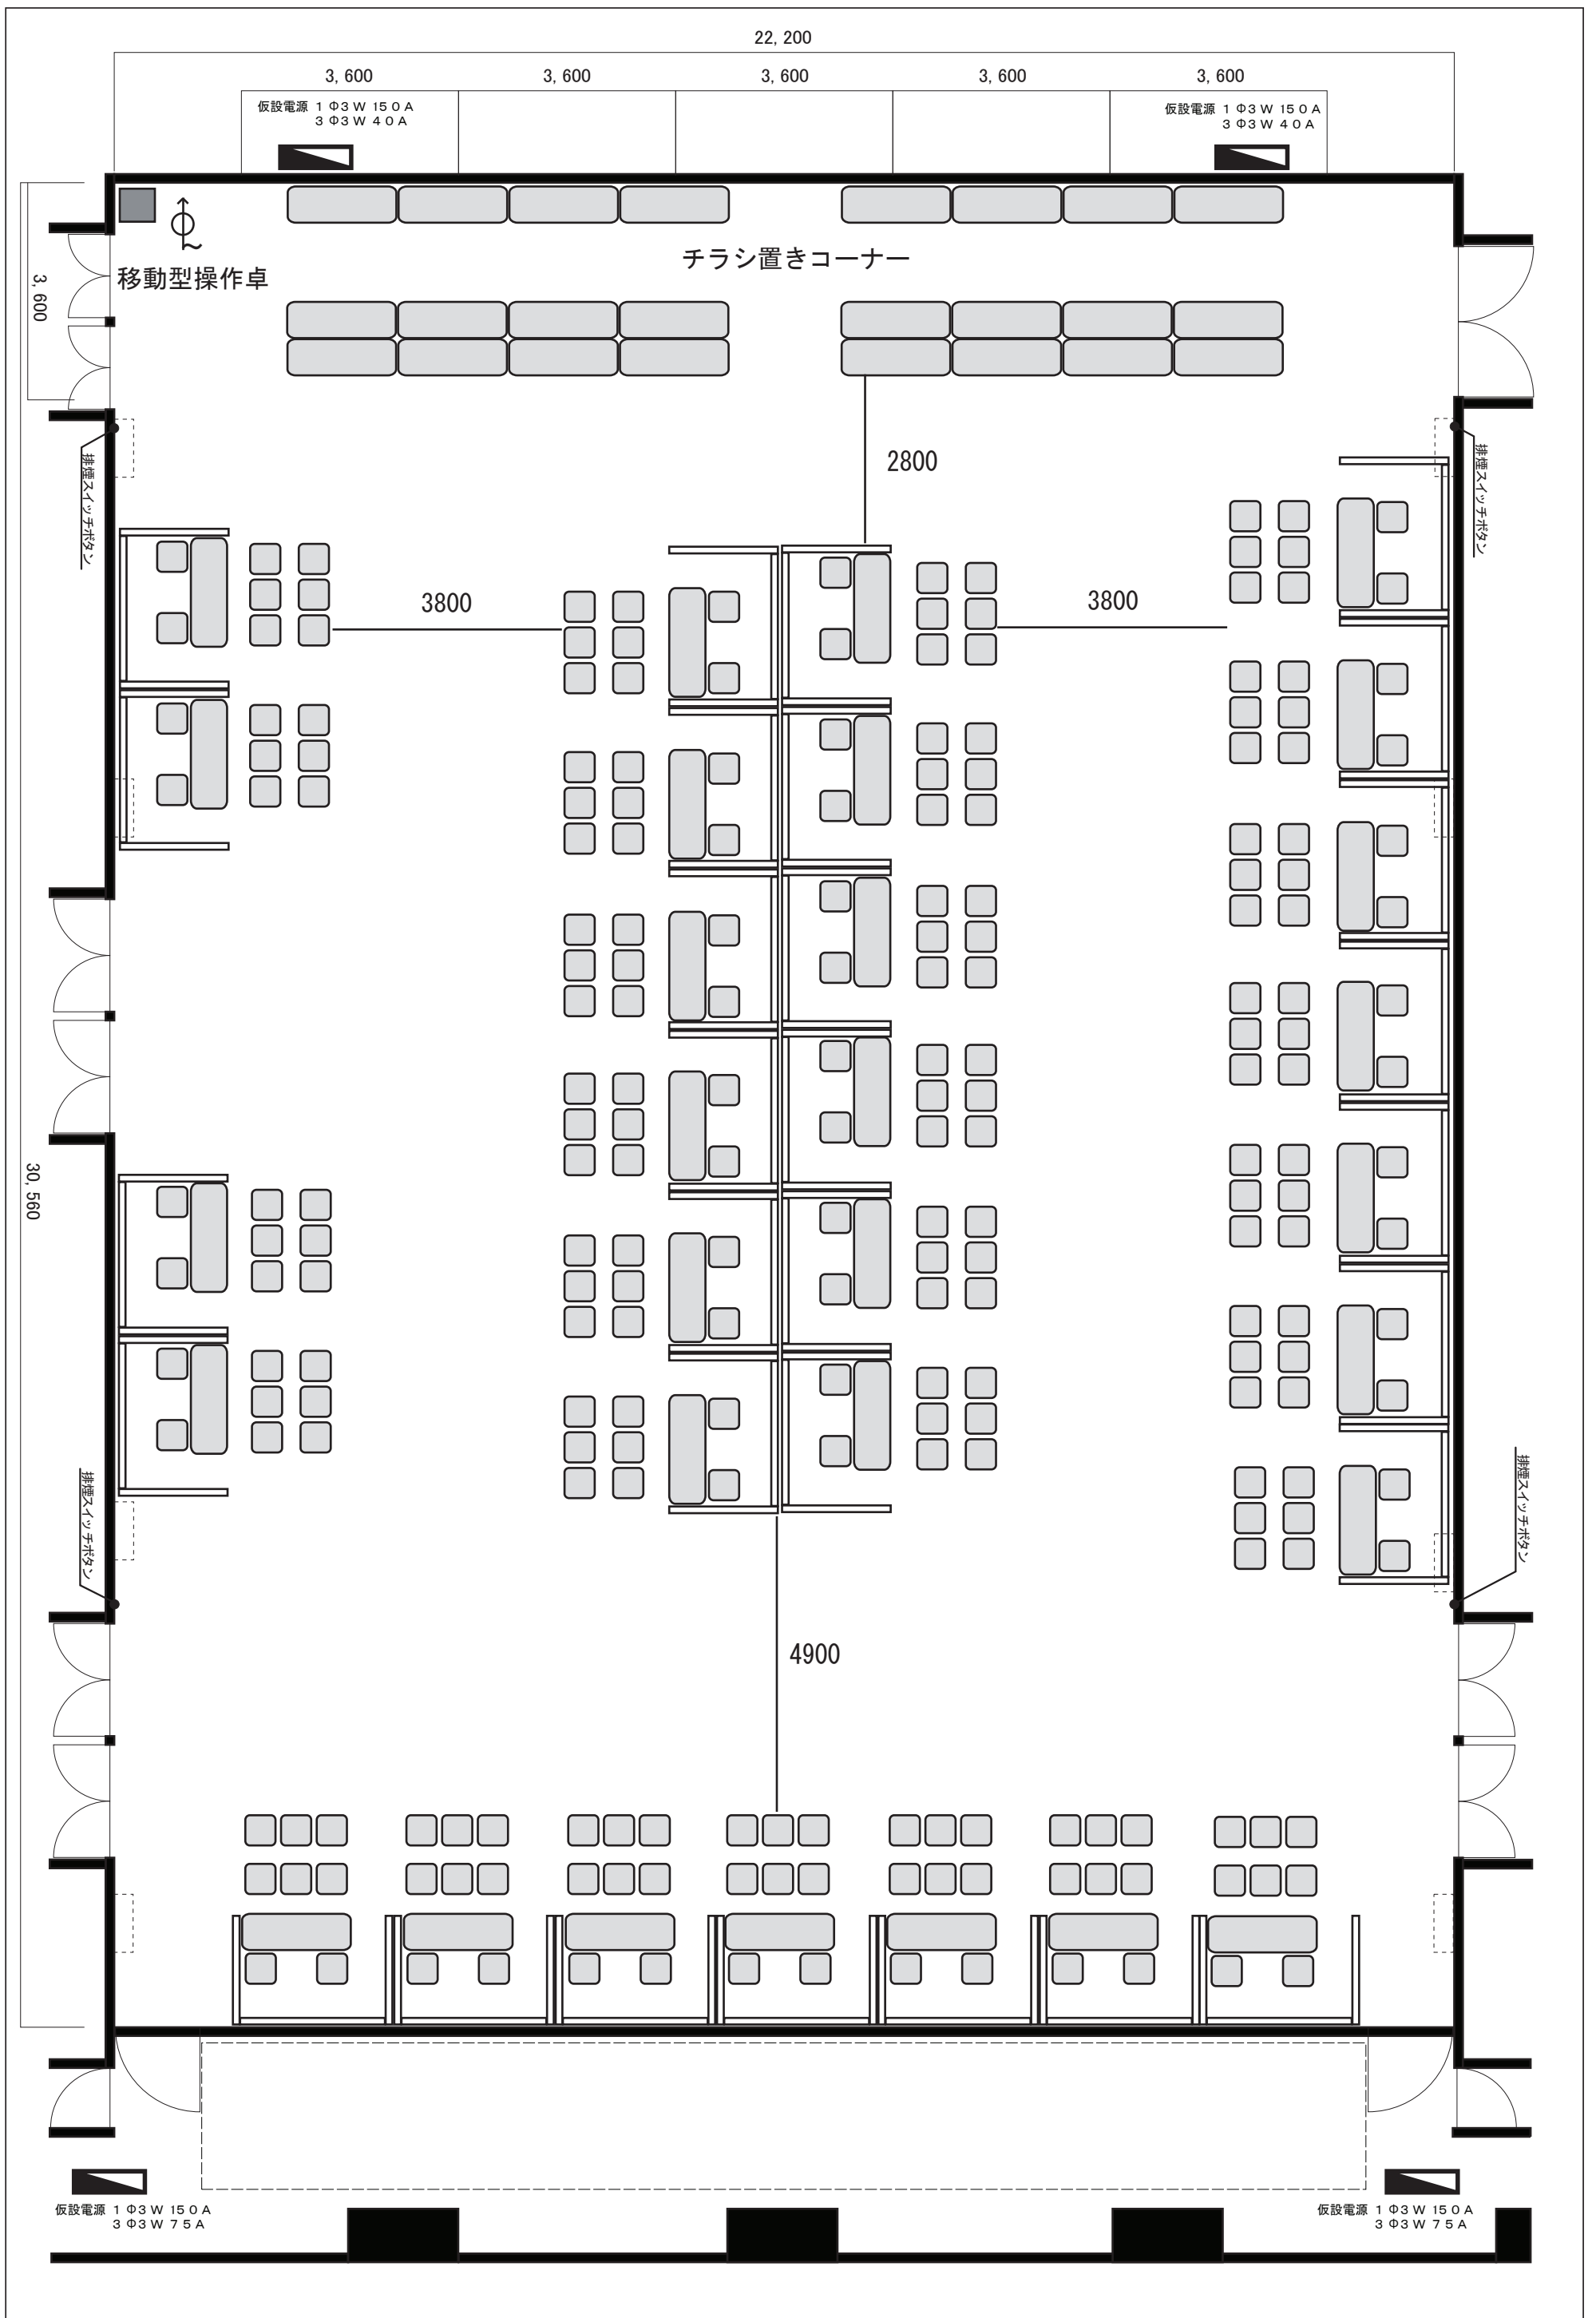 22,200
3,600
3,600
3,600
3,600
3,600
仮設電源 1Φ3W 150A
3Φ3W 40A
仮設電源 1Φ3W 150A
3Φ3W 40A
チラシ置きコーナー
移動型操作卓
3,600
2800
排煙スイッチボタン
排煙スイッチボタン
3800
3800
30,560
排煙スイッチボタン
排煙スイッチボタン
4900
仮設電源 1Φ3W 150A
3Φ3W 75A
仮設電源 1Φ3W 150A
3Φ3W 75A